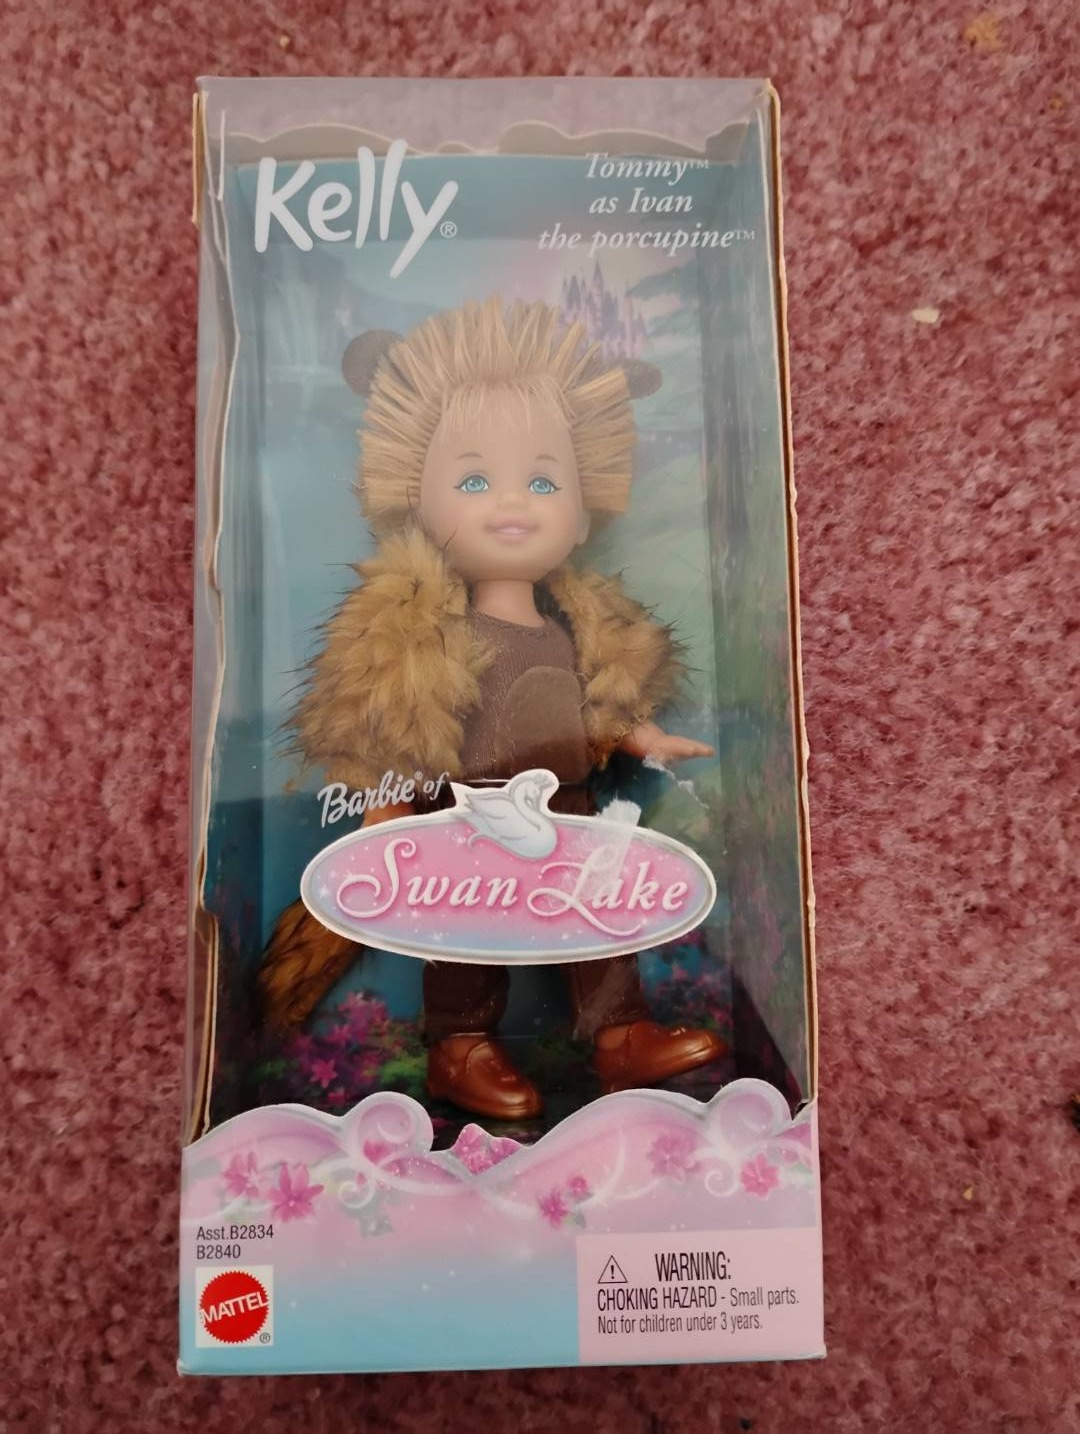 Kelly®
Tommy™
as Ivan
the porcupine™
Barbie® of
Swan Lake
Asst.B2834
B2840
MATTEL
®
WARNING:
CHOKING HAZARD - Small parts.
Not for children under 3 years.